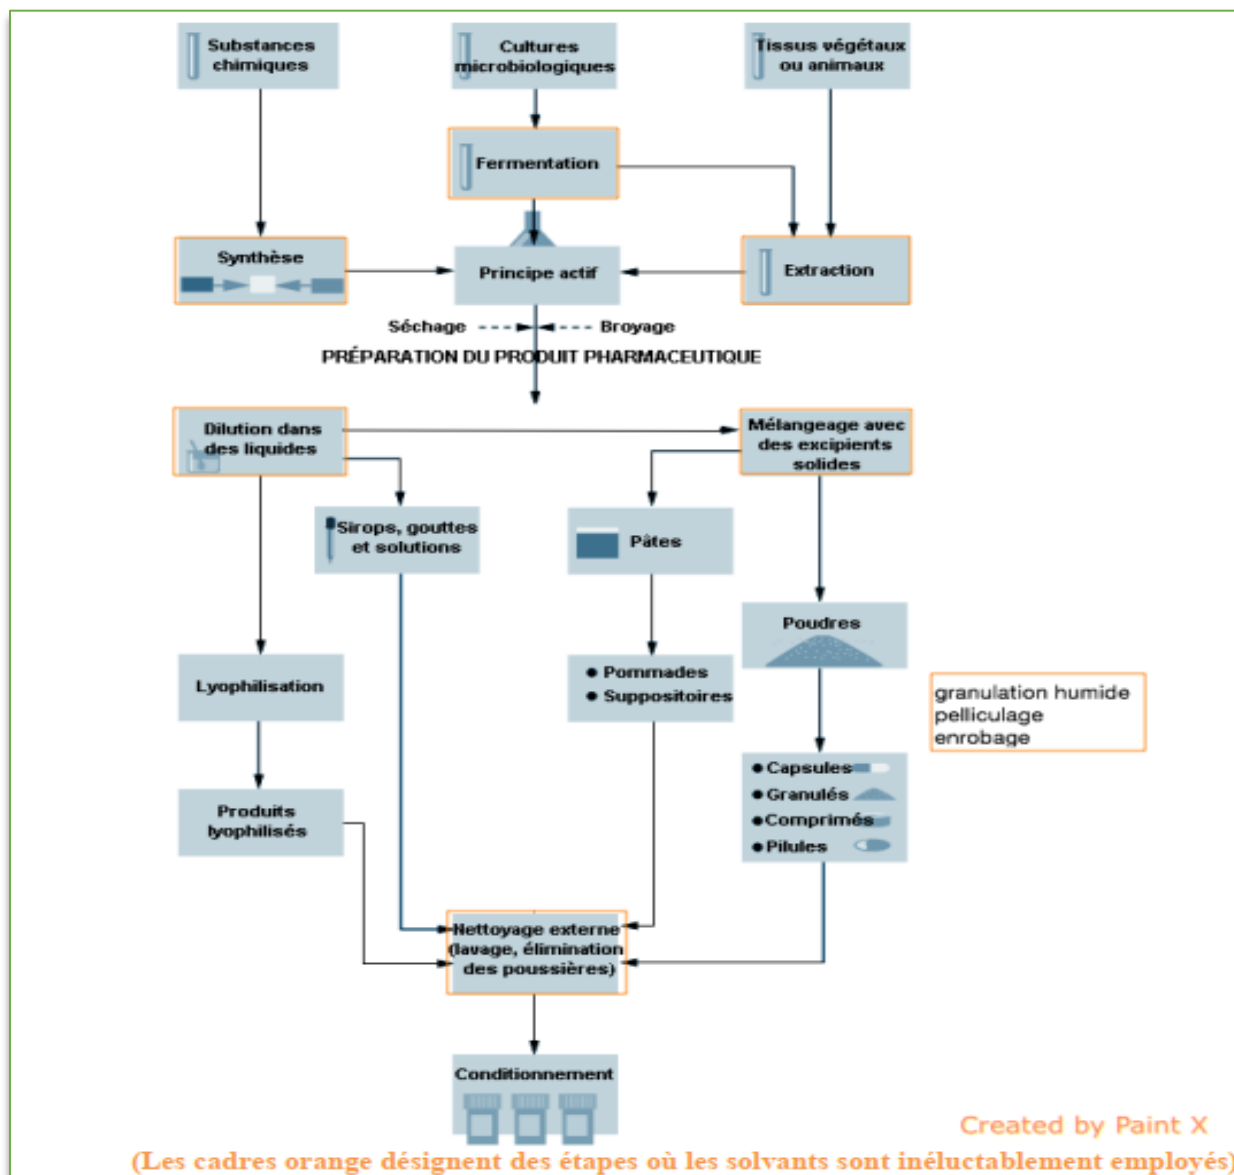 Substances
chimiques
Cultures
microbiologiques
Tissus végétaux
ou animaux
Fermentation
Synthèse
Principe actif
Extraction
Séchage
Broyage
PRÉPARATION DU PRODUIT PHARMACEUTIQUE
Dilution dans
des liquides
Mélangeage avec
des excipients
solides
Sirops, gouttes
et solutions
Pâtes
Poudres
Lyophilisation
● Pommades
● Suppositoires
granulation humide
pelliculage
enrobage
● Capsules
● Granulés
● Comprimés
● Pilules
Produits
lyophilisés
Nettoyage externe
(lavage, élimination
des poussières)
Conditionnement
Created by Paint X
(Les cadres orange désignent des étapes où les solvants sont inéluctablement employés)